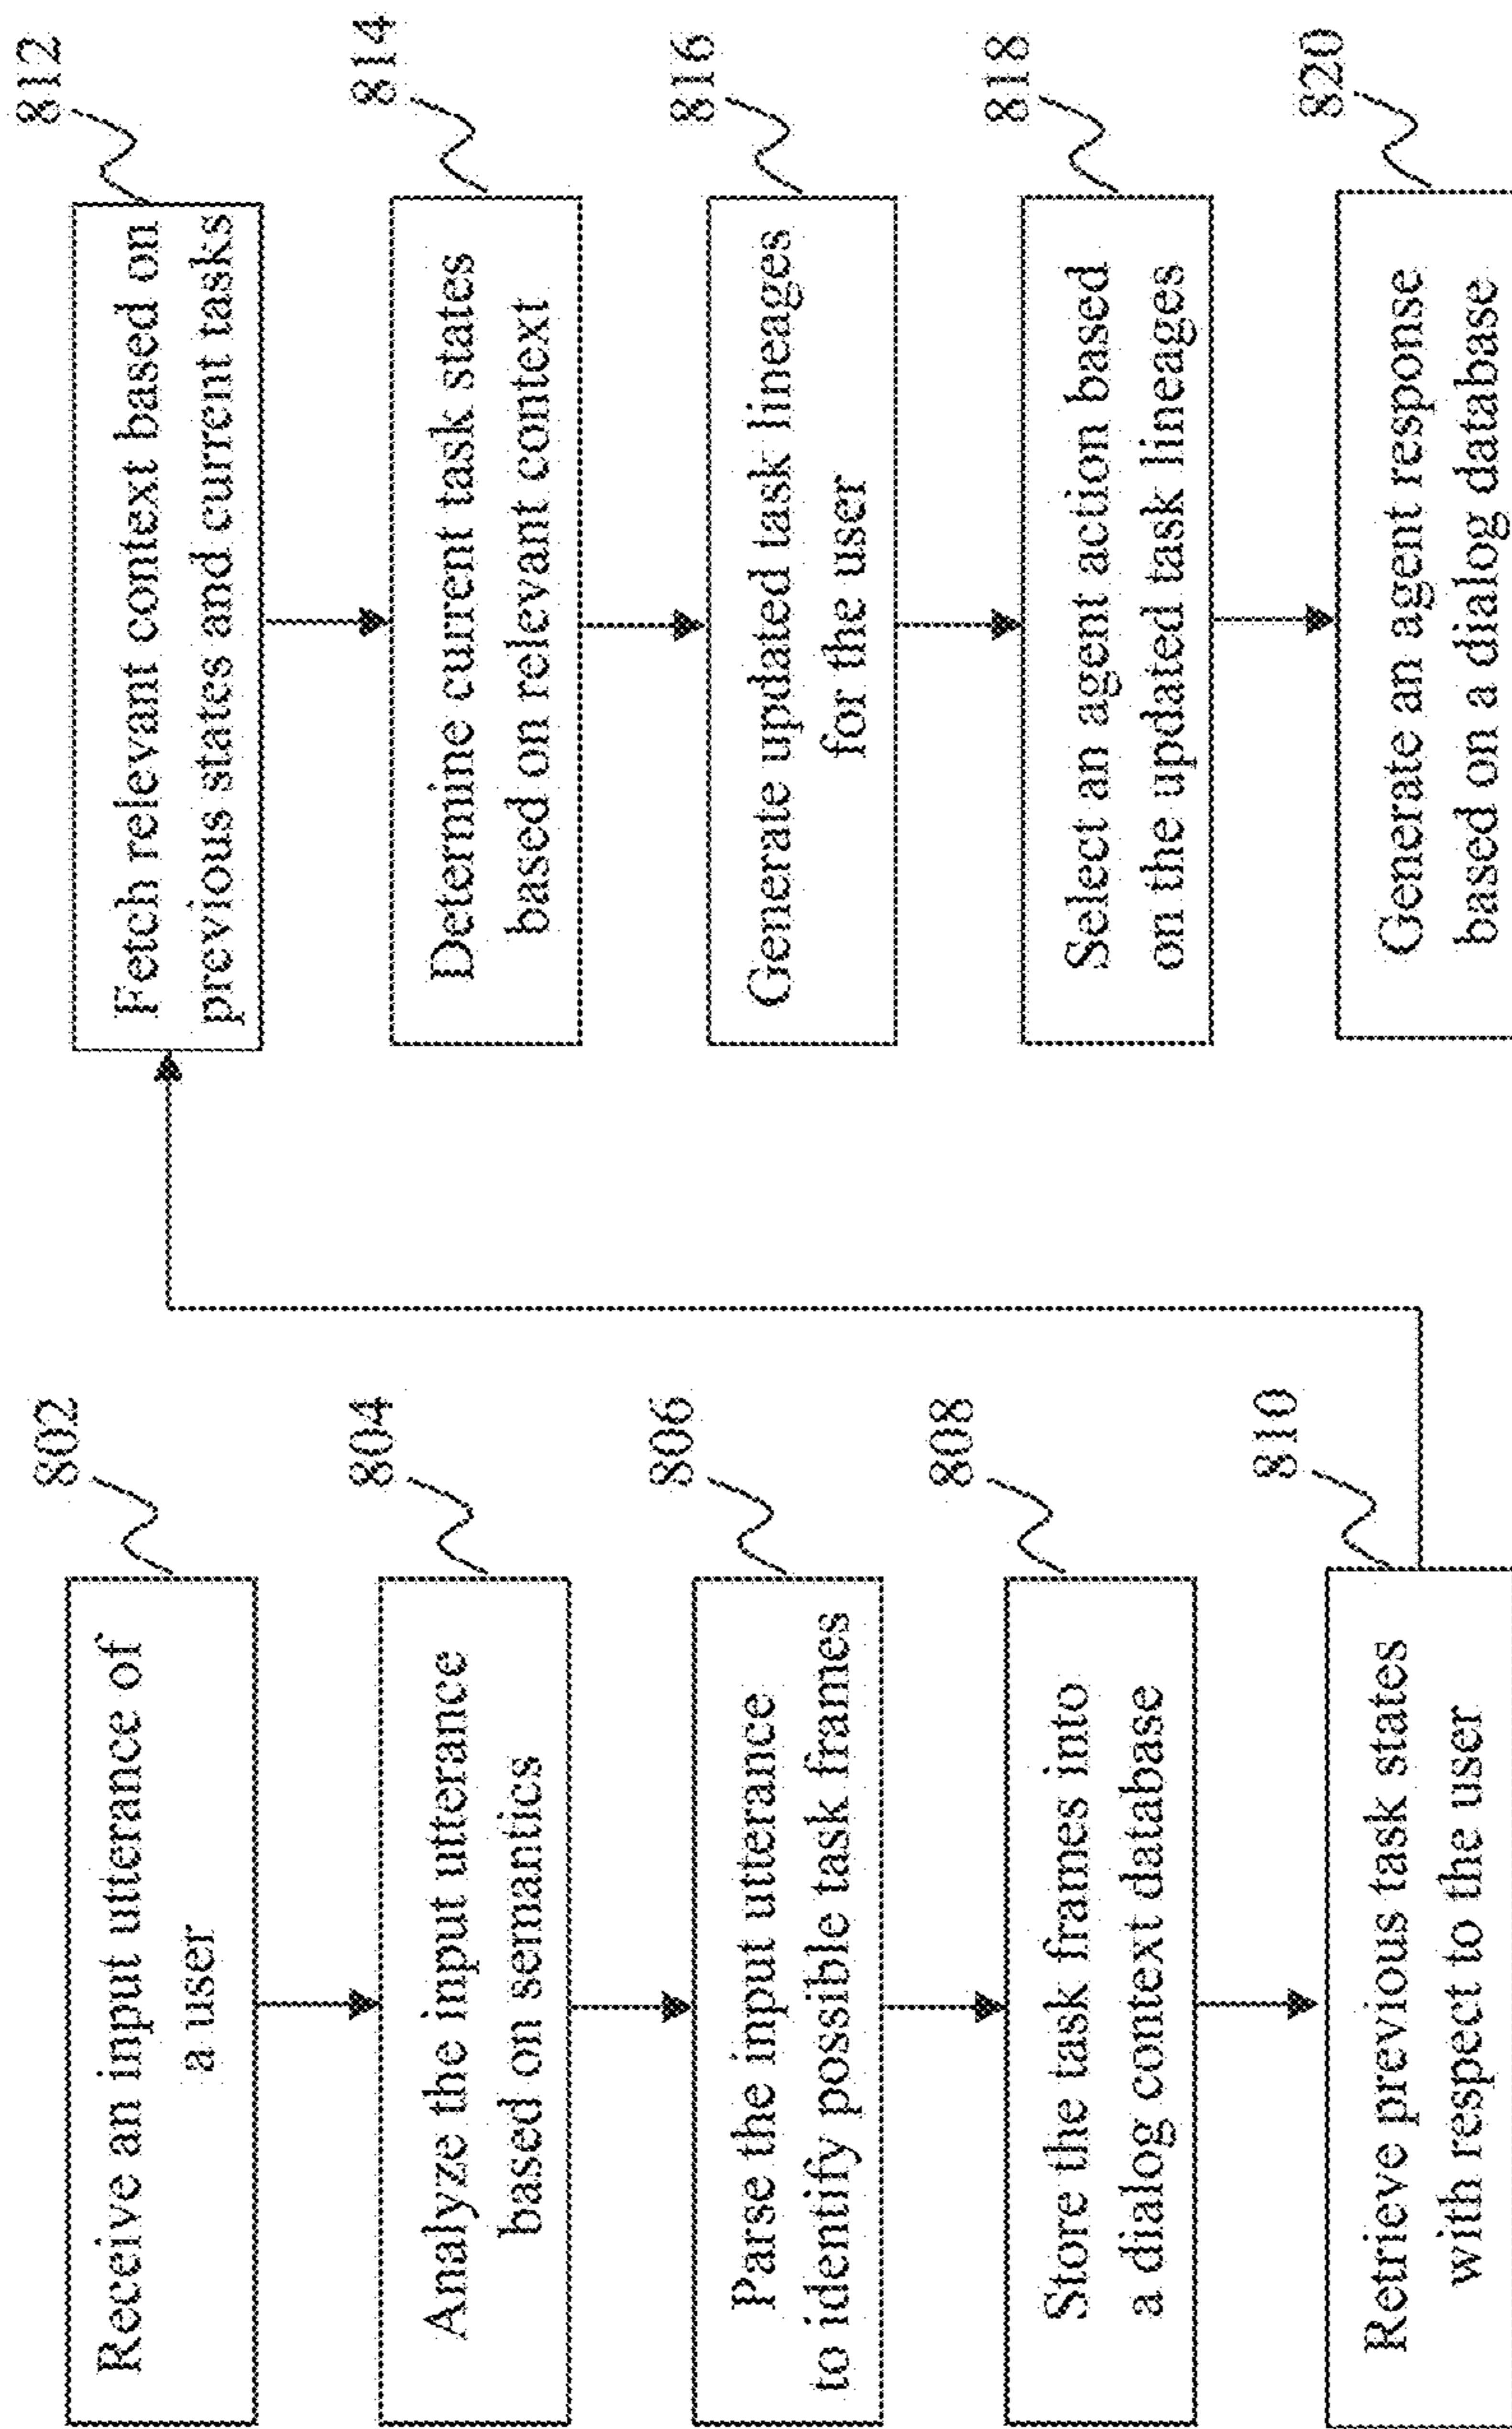 802
Receive an input utterance of
a user
804
Analyze the input utterance
based on semantics
806
Parse the input utterance
to identify possible task frames
808
Store the task frames into
a dialog context database
810
Retrieve previous task states
with respect to the user
812
Fetch relevant context based on
previous states and current tasks
814
Determine current task states
based on relevant context
816
Generate updated task lineages
for the user
818
Select an agent action based
on the updated task lineages
820
Generate an agent response
based on a dialog database